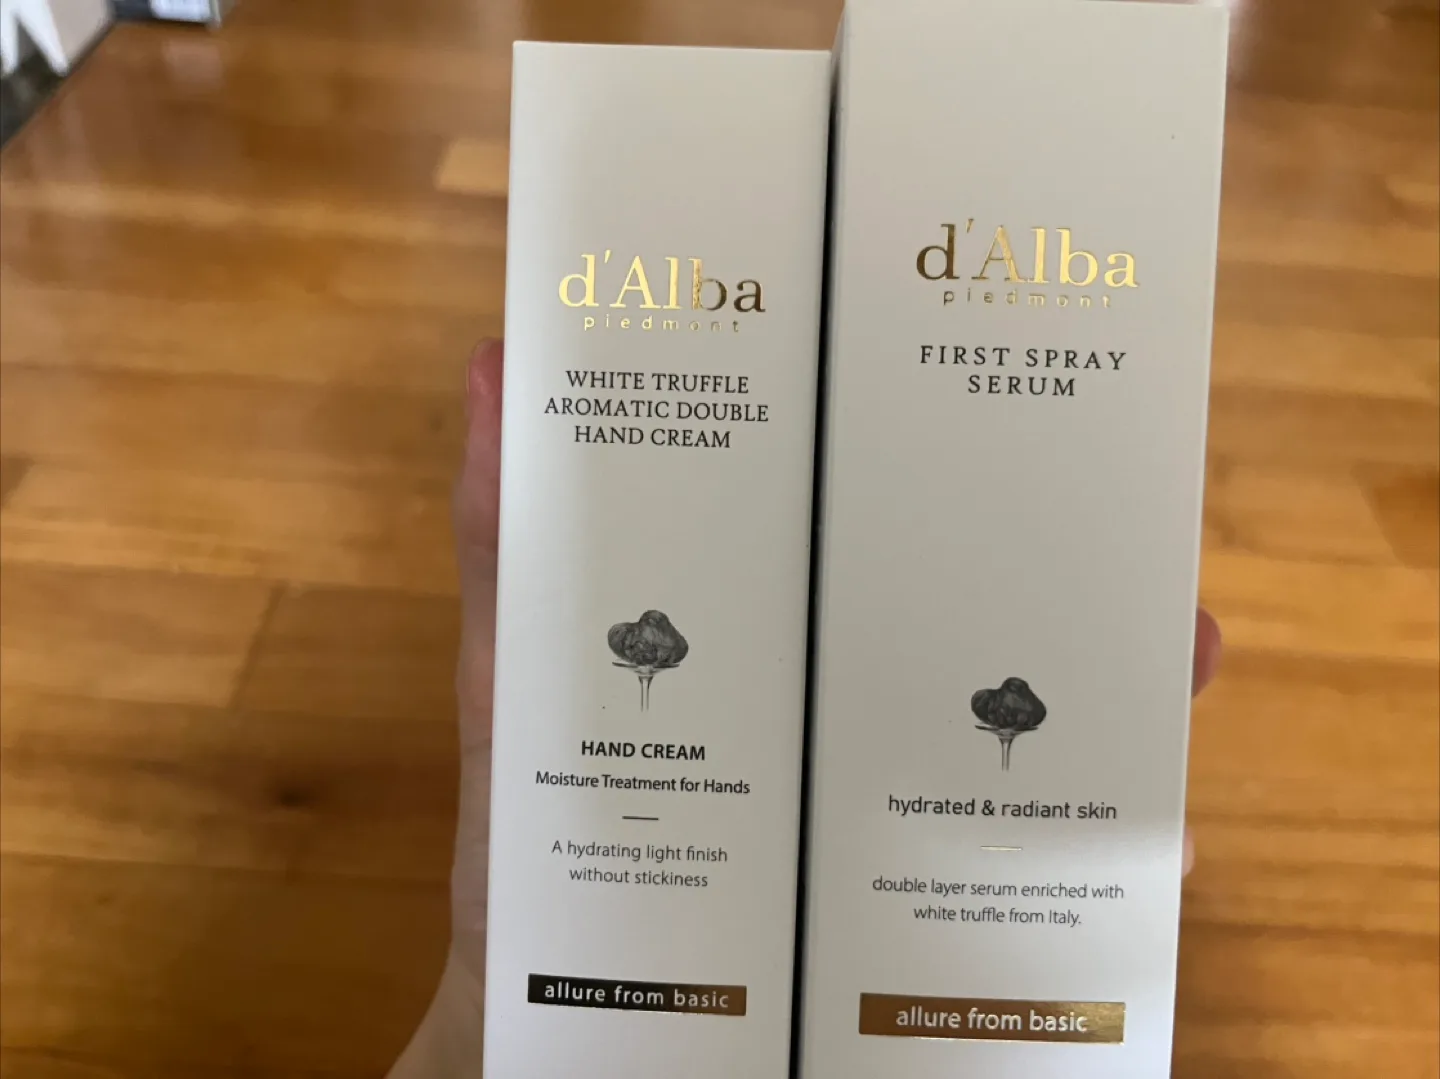 d'Alba
piedmont
WHITE TRUFFLE
AROMATIC DOUBLE
HAND CREAM
HAND CREAM
Moisture Treatment for Hands
A hydrating light finish
without stickiness
allure from basic
d'Alba
piedmont
FIRST SPRAY
SERUM
hydrated & radiant skin
double layer serum enriched with
white truffle from Italy.
allure from basic